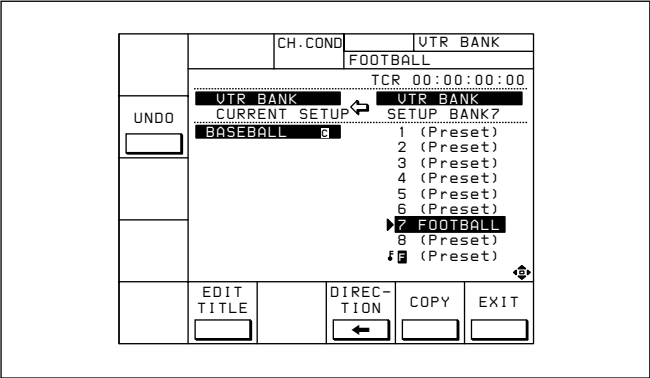 CH.COND VTR BANK
FOOTBALL
TCR 00:00:00:00
VTR BANK VTR BANK
UNDO CURRENT SETUP SETUP BANK7
BASEBALL C 1 (Preset)
2 (Preset)
3 (Preset)
4 (Preset)
5 (Preset)
6 (Preset)
7 FOOTBALL
8 (Preset)
F (Preset)
EDIT TITLE
DIREC-
TION
COPY
EXIT